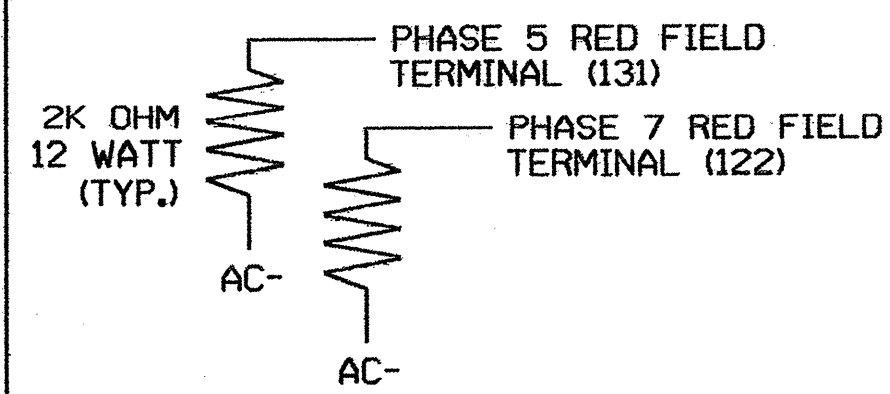 PHASE 5 RED FIELD
TERMINAL (131)
2K OHM
12 WATT
(TYP.)
PHASE 7 RED FIELD
TERMINAL (122)
AC-
AC-